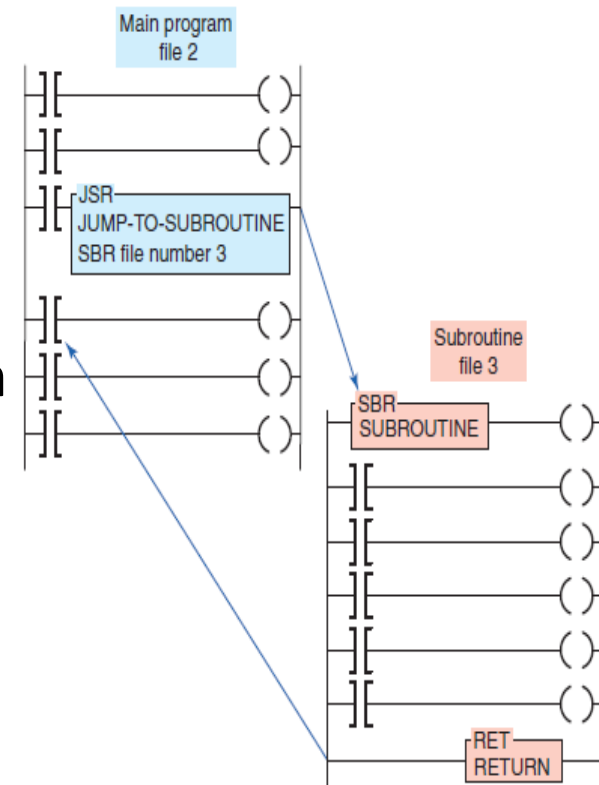 Main program
file 2
JSR
JUMP-TO-SUBROUTINE
SBR file number 3
n
Subroutine
file 3
SBR
SUBROUTINE
RET
RETURN